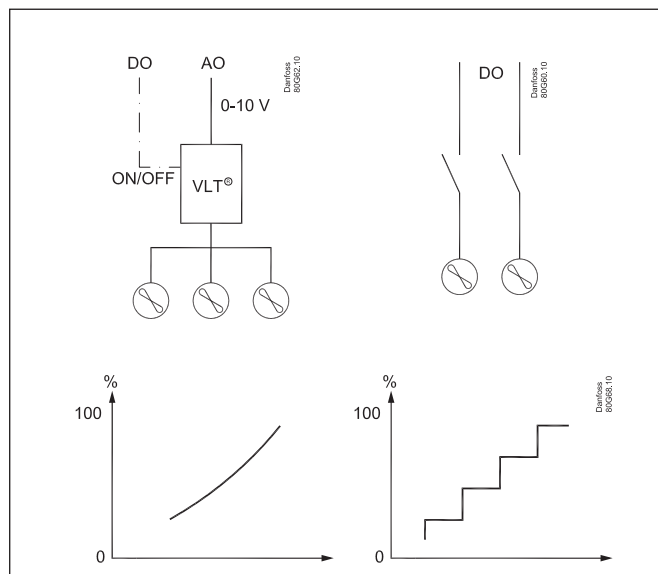 DO
AO
Danfoss
80G62.10
0-10 V
ON/OFF
VLT®
DO
Danfoss
80G60.10
%
100
0
%
100
0
Danfoss
80G68.10